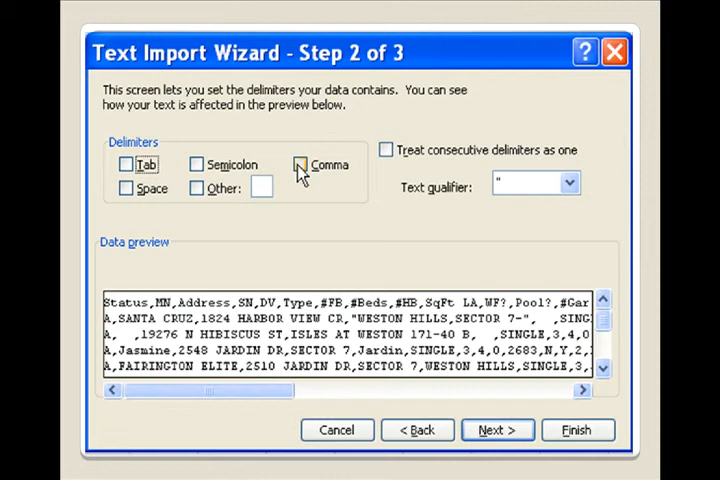 Text Import Wizard - Step 2 of 3
This screen lets you set the delimiters your data contains. You can see
how your text is affected in the preview below.
Delimiters
Tab
Semicolon
Comma
Treat consecutive delimiters as one
Space
Other:
Text qualifier:
"
Data preview
Status,MN,Address,SN,DV,Type,#FB,#Beds,#HB,SqFt LA,WF?,Pool?,#Gar
A,SANTA CRUZ,1824 HARBOR VIEW CR,"WESTON HILLS,SECTOR 7-", ,SING
A, ,19276 N HIBISCUS ST,ISLES AT WESTON 171-40 B, ,SINGLE,3,4,0
A,Jasmine,2548 JARDIN DR,SECTOR 7,Jardin,SINGLE,4,0,2683,N,Y,2,
A,FAIRINGTON ELITE,2510 JARDIN DR,SECTOR 7,WESTON HILLS,SINGLE,3,
Cancel
< Back
Next >
Finish